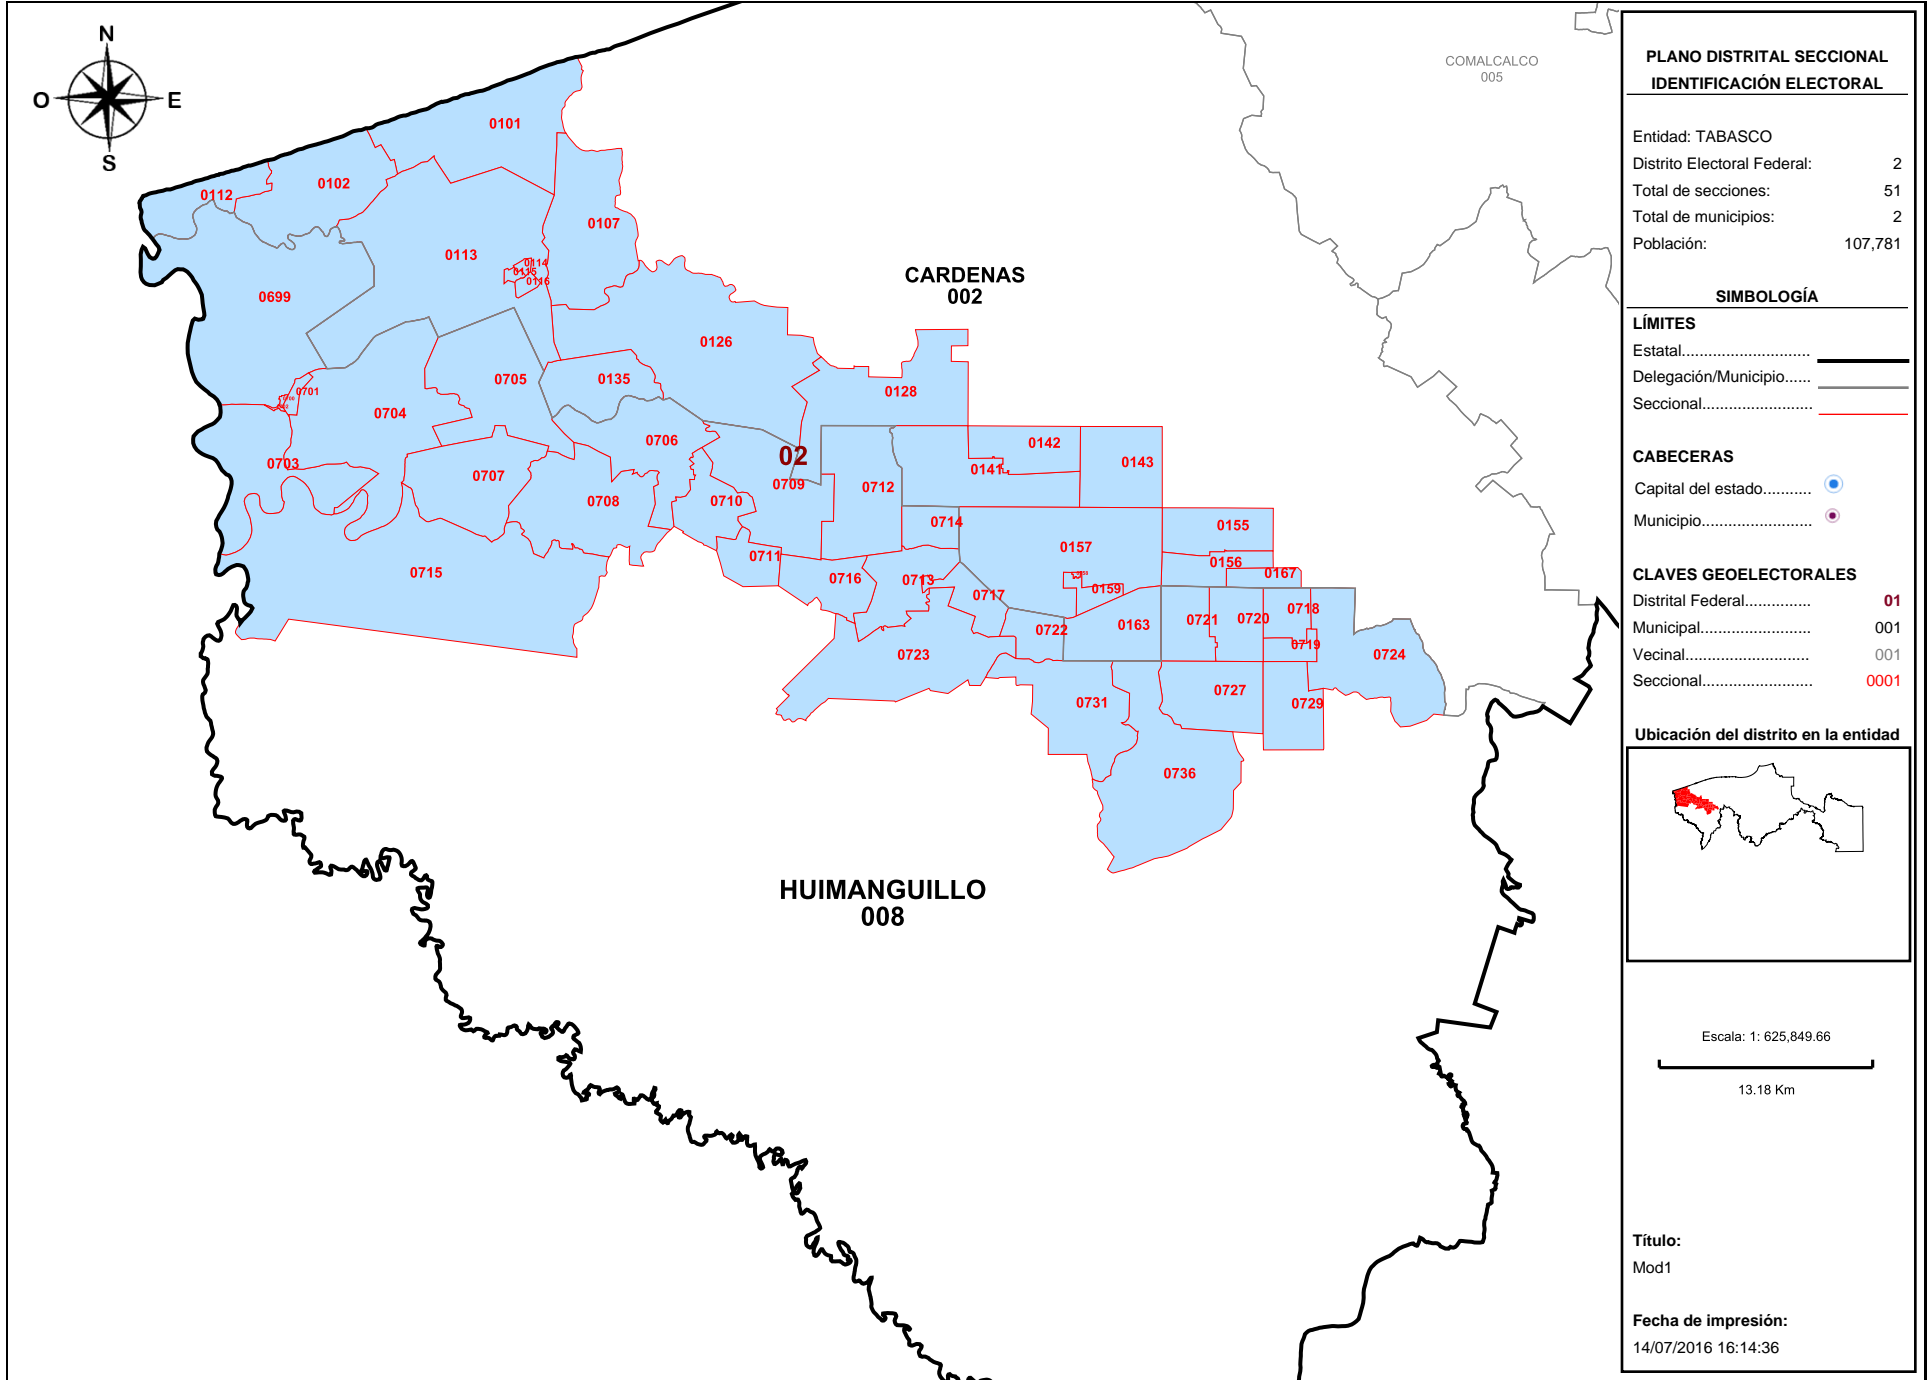 N
O
E
S
COMALCALCO
005
0101
0112
0102
0107
0113
0114
0115
0116
CARDENAS
002
0699
0126
0705
0135
0128
0701
0704
0706
0142
02
0143
0141
0703
0707
0709
0712
0708
0710
0714
0155
0157
0711
0156
0715
0716
0713
0167
0159
0717
0718
0721
0720
0722
0163
0719
0723
0724
0727
0731
0729
0736
HUIMANGUILLO
008
PLANO DISTRITAL SECCIONAL
IDENTIFICACIÓN ELECTORAL
Entidad: TABASCO
Distrito Electoral Federal: 2
Total de secciones: 51
Total de municipios: 2
Población: 107,781
SIMBOLOGÍA
LÍMITES
Estatal............................
Delegación/Municipio......
Seccional........................
CABECERAS
Capital del estado...........
Municipio........................
CLAVES GEOELECTORALES
Distrital Federal............... 01
Municipal........................ 001
Vecinal............................ 001
Seccional........................ 0001
Ubicación del distrito en la entidad
Escala: 1: 625,849.66
13.18 Km
Título:
Mod1
Fecha de impresión:
14/07/2016 16:14:36